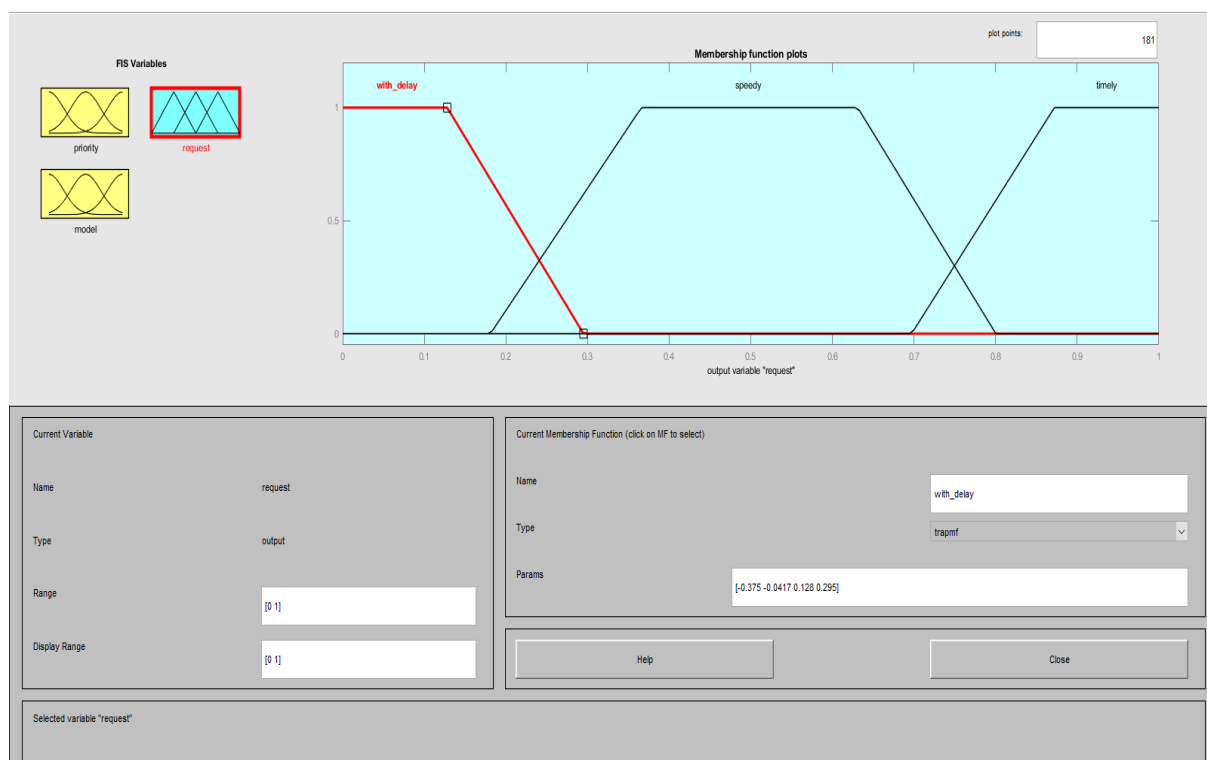 plot points:
181
FIS Variables
Membership function plots
with_delay
speedy
timely
priority
request
model
1
0.5
0
0
0.1
0.2
0.3
0.4
0.5
0.6
0.7
0.8
0.9
1
output variable "request"
Current Variable
Name
request
Type
output
Range
[0 1]
Display Range
[0 1]
Current Membership Function (click on MF to select)
Name
with_delay
Type
trapmf
Params
[-0.375 -0.0417 0.128 0.295]
Help
Close
Selected variable "request"